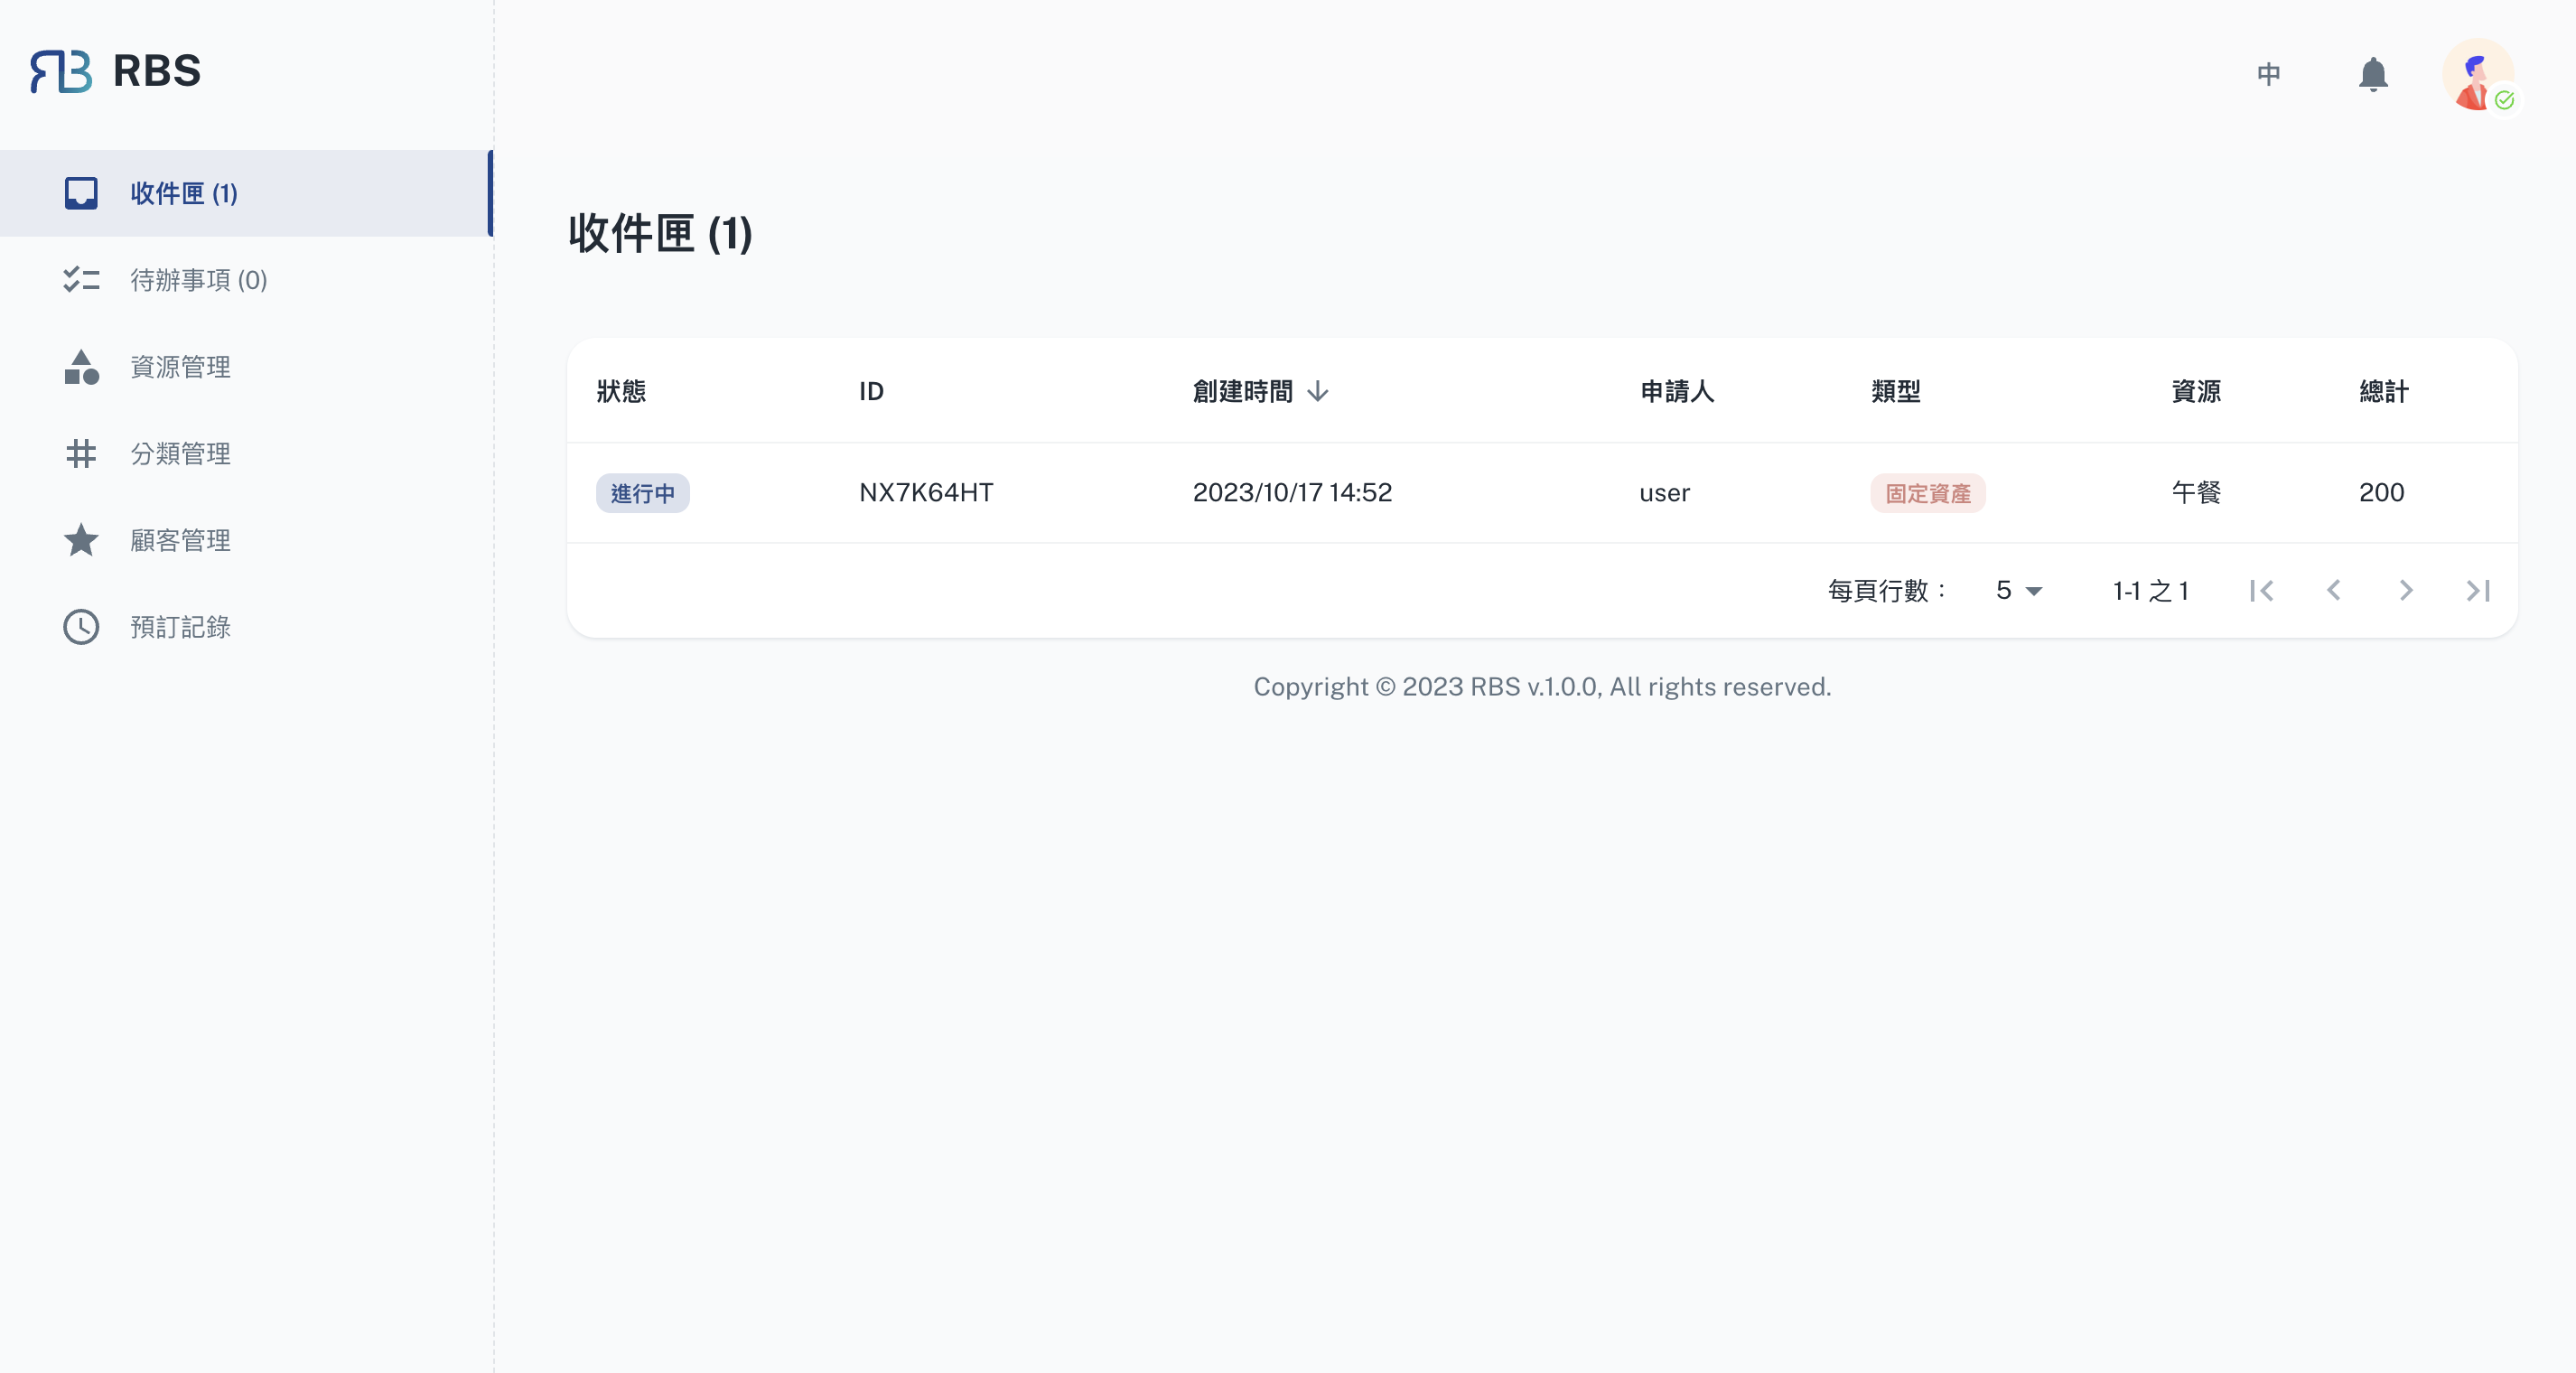 RBS
中
收件匣 (1)
待辦事項 (0)
資源管理
分類管理
顧客管理
預訂記錄
收件匣 (1)
狀態 ID 創建時間 申請人 類型 資源 總計
進行中 NX7K64HT 2023/10/17 14:52 user 固定資產 午餐 200
每頁行數： 5 1-1 之 1
Copyright © 2023 RBS v.1.0.0, All rights reserved.